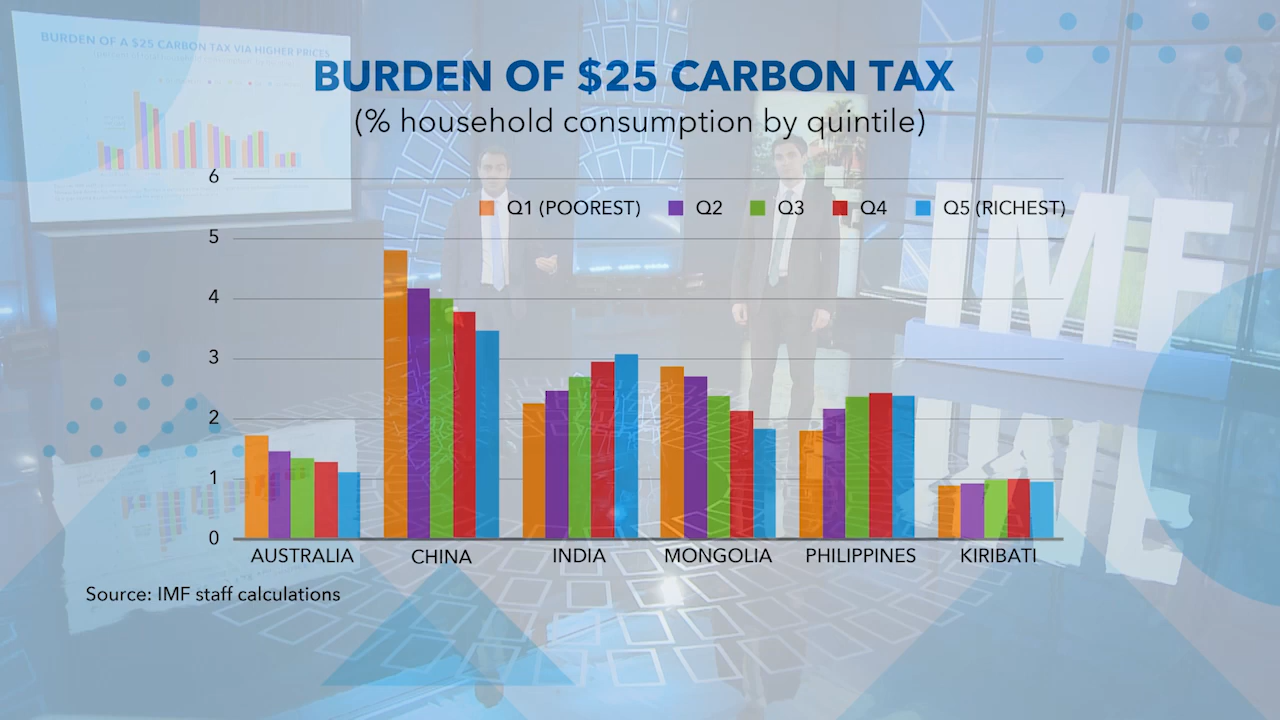 BURDEN OF A $25 CARBON TAX VIA HIGHER PRICES
BURDEN OF $25 CARBON TAX
(% household consumption by quintile)
6
Q1 (POOREST) Q2 Q3 Q4 Q5 (RICHEST)
5
4
3
2
1
0
AUSTRALIA CHINA INDIA MONGOLIA PHILIPPINES KIRIBATI
Source: IMF staff calculations
IMF